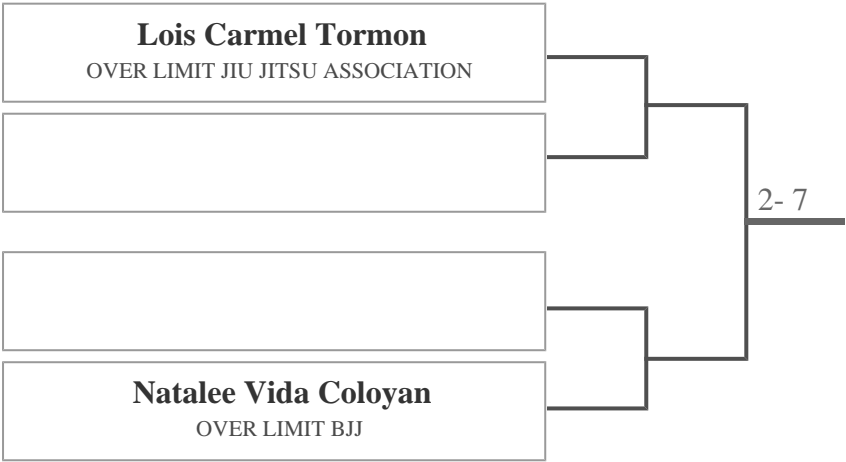 Lois Carmel Tormon
OVER LIMIT JIU JITSU ASSOCIATION
2- 7
Natalee Vida Coloyan
OVER LIMIT BJJ